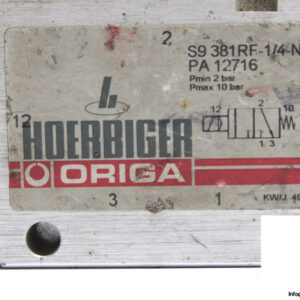 2
S9 381RF-1/4-N
PA 12716
Pmin 2 bar
Pmax 10 bar
12 2 10
1 3
12
HOERBIGER
ORIGA
3 1
KW/J